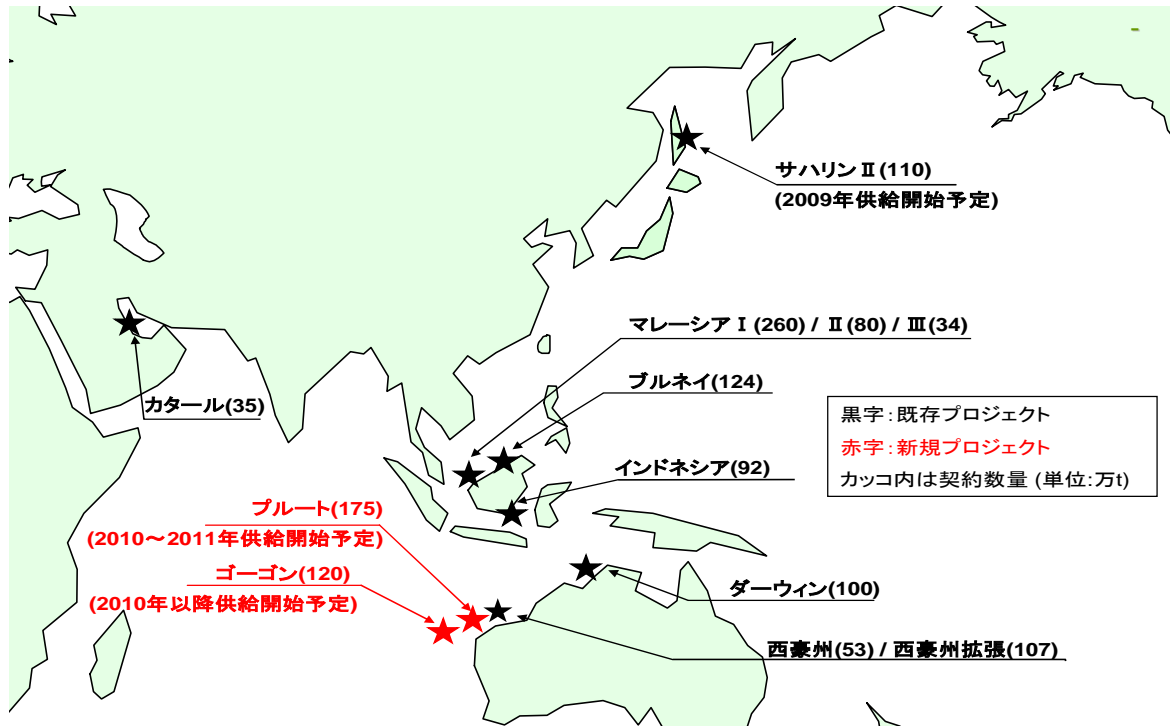 サハリンⅡ(110)
(2009年供給開始予定)
マレーシアⅠ(260) / Ⅱ(80) / Ⅲ(34)
ブルネイ(124)
カタール(35)
黒字：既存プロジェクト
赤字：新規プロジェクト
カッコ内は契約数量 (単位:万t)
インドネシア(92)
プルート(175)
(2010～2011年供給開始予定)
ゴーゴン(120)
(2010年以降供給開始予定)
ダーウィン(100)
西豪州(53) / 西豪州拡張(107)